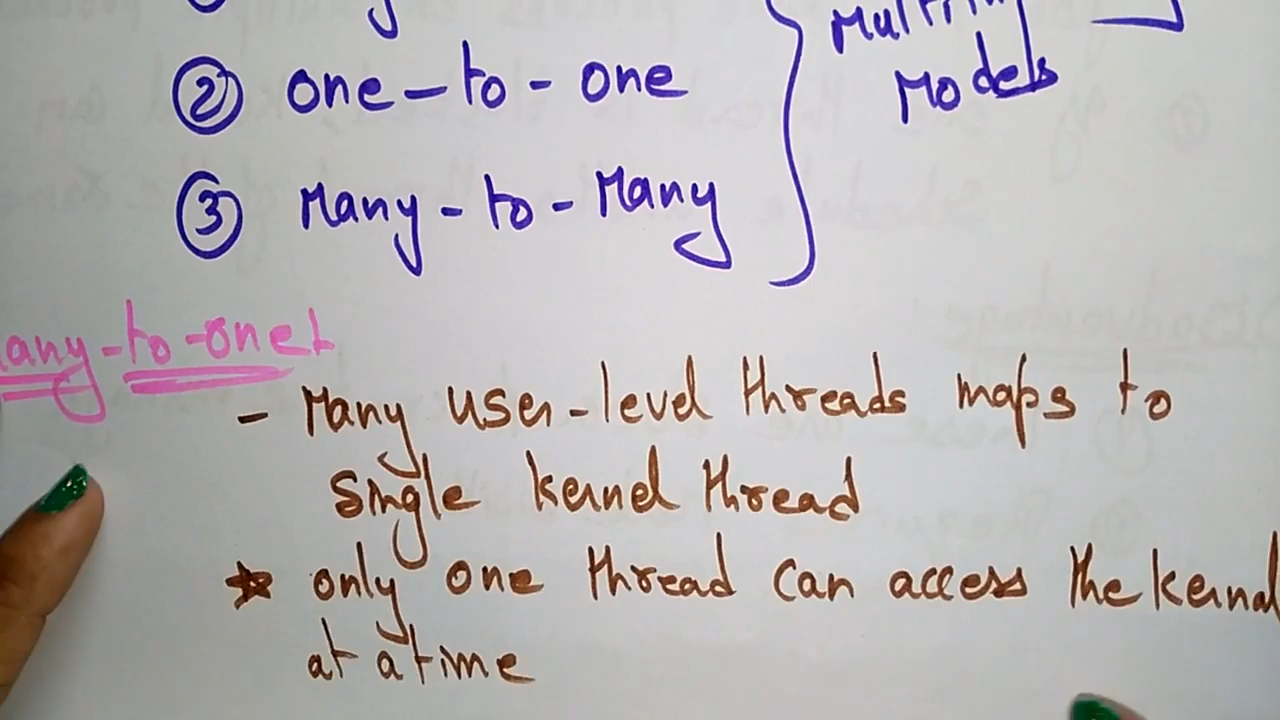 ② one-to-one
Models
③ Many-to-Many
any-to-one
- Many user-level threads maps to
single kernel thread
* only one thread can access the kernal
at a time